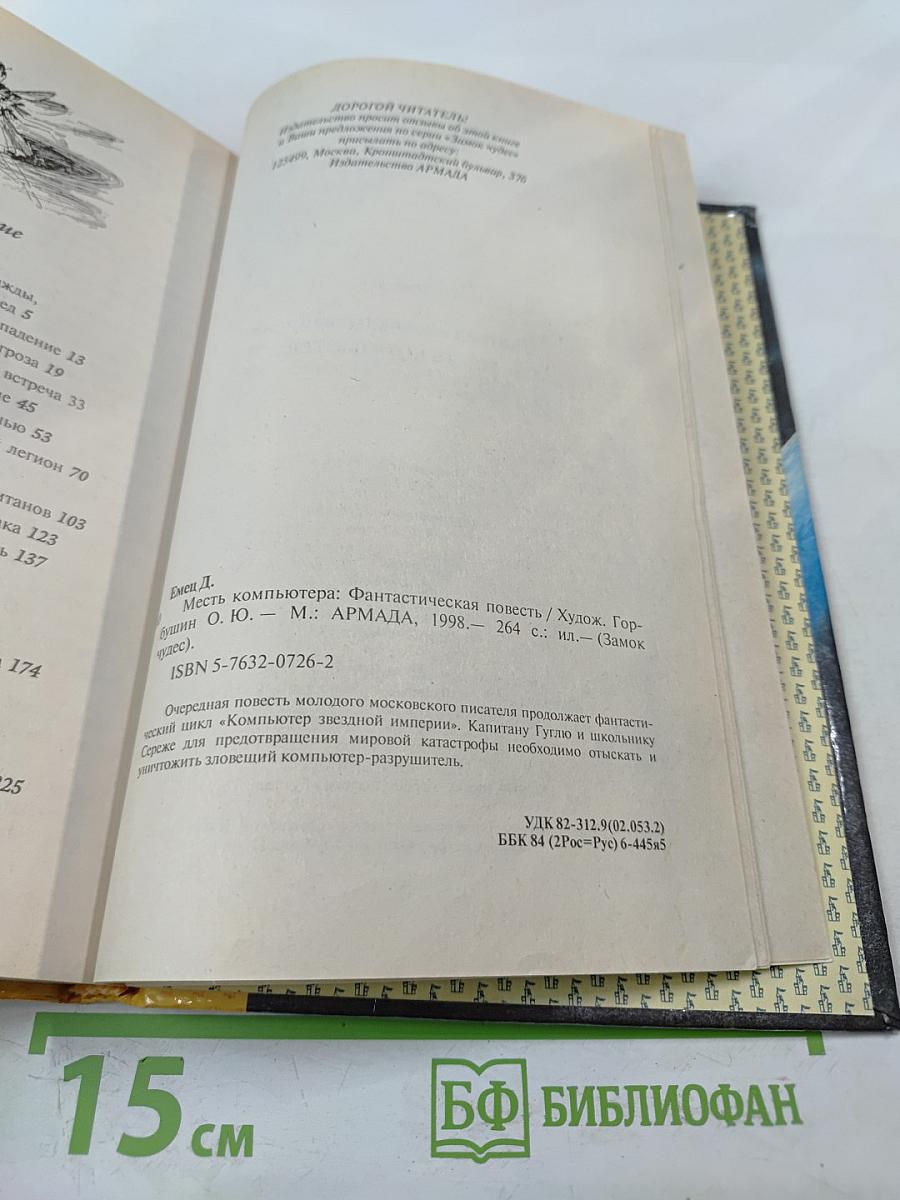 ие
жды,
ед 5
падение 13
гроза 19
встреча 33
ие 45
нью 53
легион 70
итанов 103
ка 123
ь 137
174
225
ДОРОГОЙ ЧИТАТЕЛЬ!
Издательство просит отзывы об этой книге
и Ваши предложения по серии «Замок чудес»
присылать по адресу:
125499, Москва, Кронштадтский бульвар, 37б
Издательство АРМАДА
Емец Д.
Месть компьютера: Фантастическая повесть / Худож. Гор-
бушин О. Ю. — М.: АРМАДА, 1998.— 264 с.: ил.— (Замок
чудес).
ISBN 5-7632-0726-2
Очередная повесть молодого московского писателя продолжает фантасти-
ческий цикл «Компьютер звездной империи». Капитану Гуглю и школьнику
Сереже для предотвращения мировой катастрофы необходимо отыскать и
уничтожить зловещий компьютер-разрушитель.
УДК 82-312.9(02.053.2)
ББК 84 (2Рос=Рус) 6-445я5
15 см
БФ БИБЛИОФАН